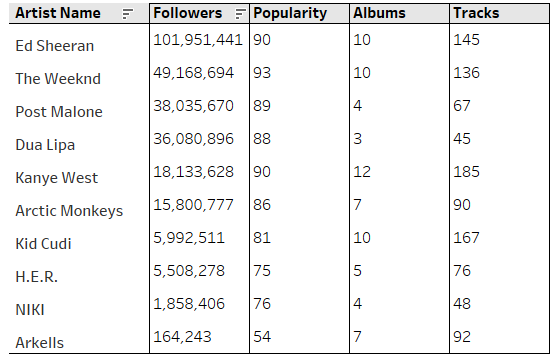 Artist Name Followers Popularity Albums Tracks
Ed Sheeran 101,951,441 90 10 145
The Weeknd 49,168,694 93 10 136
Post Malone 38,035,670 89 4 67
Dua Lipa 36,080,896 88 3 45
Kanye West 18,133,628 90 12 185
Arctic Monkeys 15,800,777 86 7 90
Kid Cudi 5,992,511 81 10 167
H.E.R. 5,508,278 75 5 76
NIKI 1,858,406 76 4 48
Arkells 164,243 54 7 92